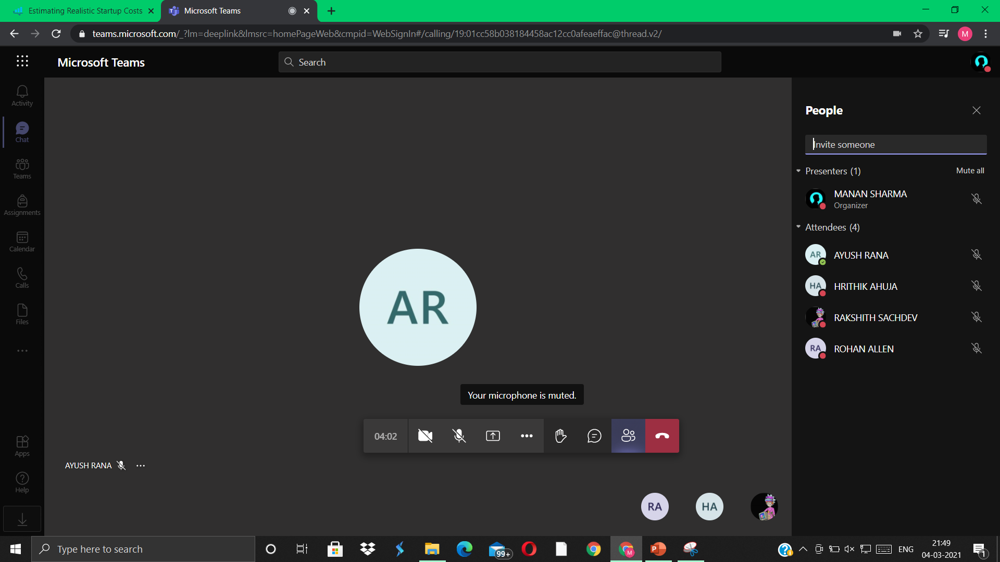 Estimating Realistic Startup Costs
Microsoft Teams
teams.microsoft.com/_?lm=deeplink&lmsrc=homePageWeb&cmpid=WebSignIn#/calling/19:01cc58b038184458ac12cc0afeaeffac@thread.v2/
M
Microsoft Teams
Search
Activity
Chat
Teams
Assignments
Calendar
Calls
Files
Apps
Help
AR
Your microphone is muted.
04:02
AYUSH RANA
RA
HA
People
Invite someone
Presenters (1)
Mute all
MANAN SHARMA
Organizer
Attendees (4)
AR
AYUSH RANA
HA
HRITHIK AHUJA
RAKSHITH SACHDEV
RA
ROHAN ALLEN
Type here to search
99+
M
P
ENG
21:49
04-03-2021
1